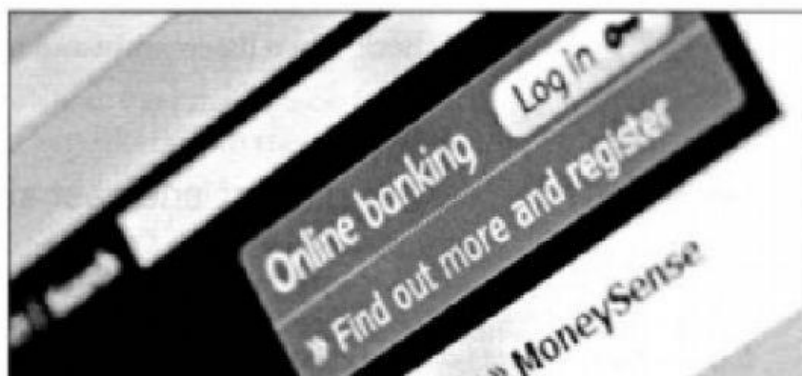 Online banking Log in
» Find out more and register
» MoneySense